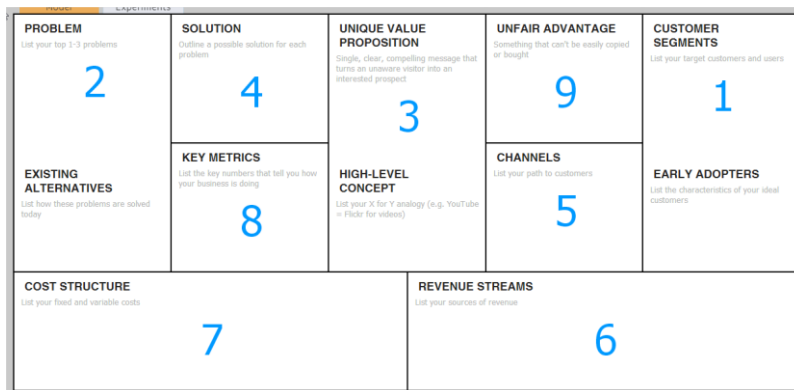 Model
Experiments
PROBLEM
List your top 1-3 problems
2
EXISTING
ALTERNATIVES
List how these problems are solved
today
SOLUTION
Outline a possible solution for each
problem
4
KEY METRICS
List the key numbers that tell you how
your business is doing
8
UNIQUE VALUE
PROPOSITION
Single, clear, compelling message that
turns an unaware visitor into an
interested prospect
3
HIGH-LEVEL
CONCEPT
List your X for Y analogy (e.g. YouTube
= Flickr for videos)
UNFAIR ADVANTAGE
Something that can't be easily copied
or bought
9
CHANNELS
List your path to customers
5
CUSTOMER
SEGMENTS
List your target customers and users
1
EARLY ADOPTERS
List the characteristics of your ideal
customers
COST STRUCTURE
List your fixed and variable costs
7
REVENUE STREAMS
List your sources of revenue
6